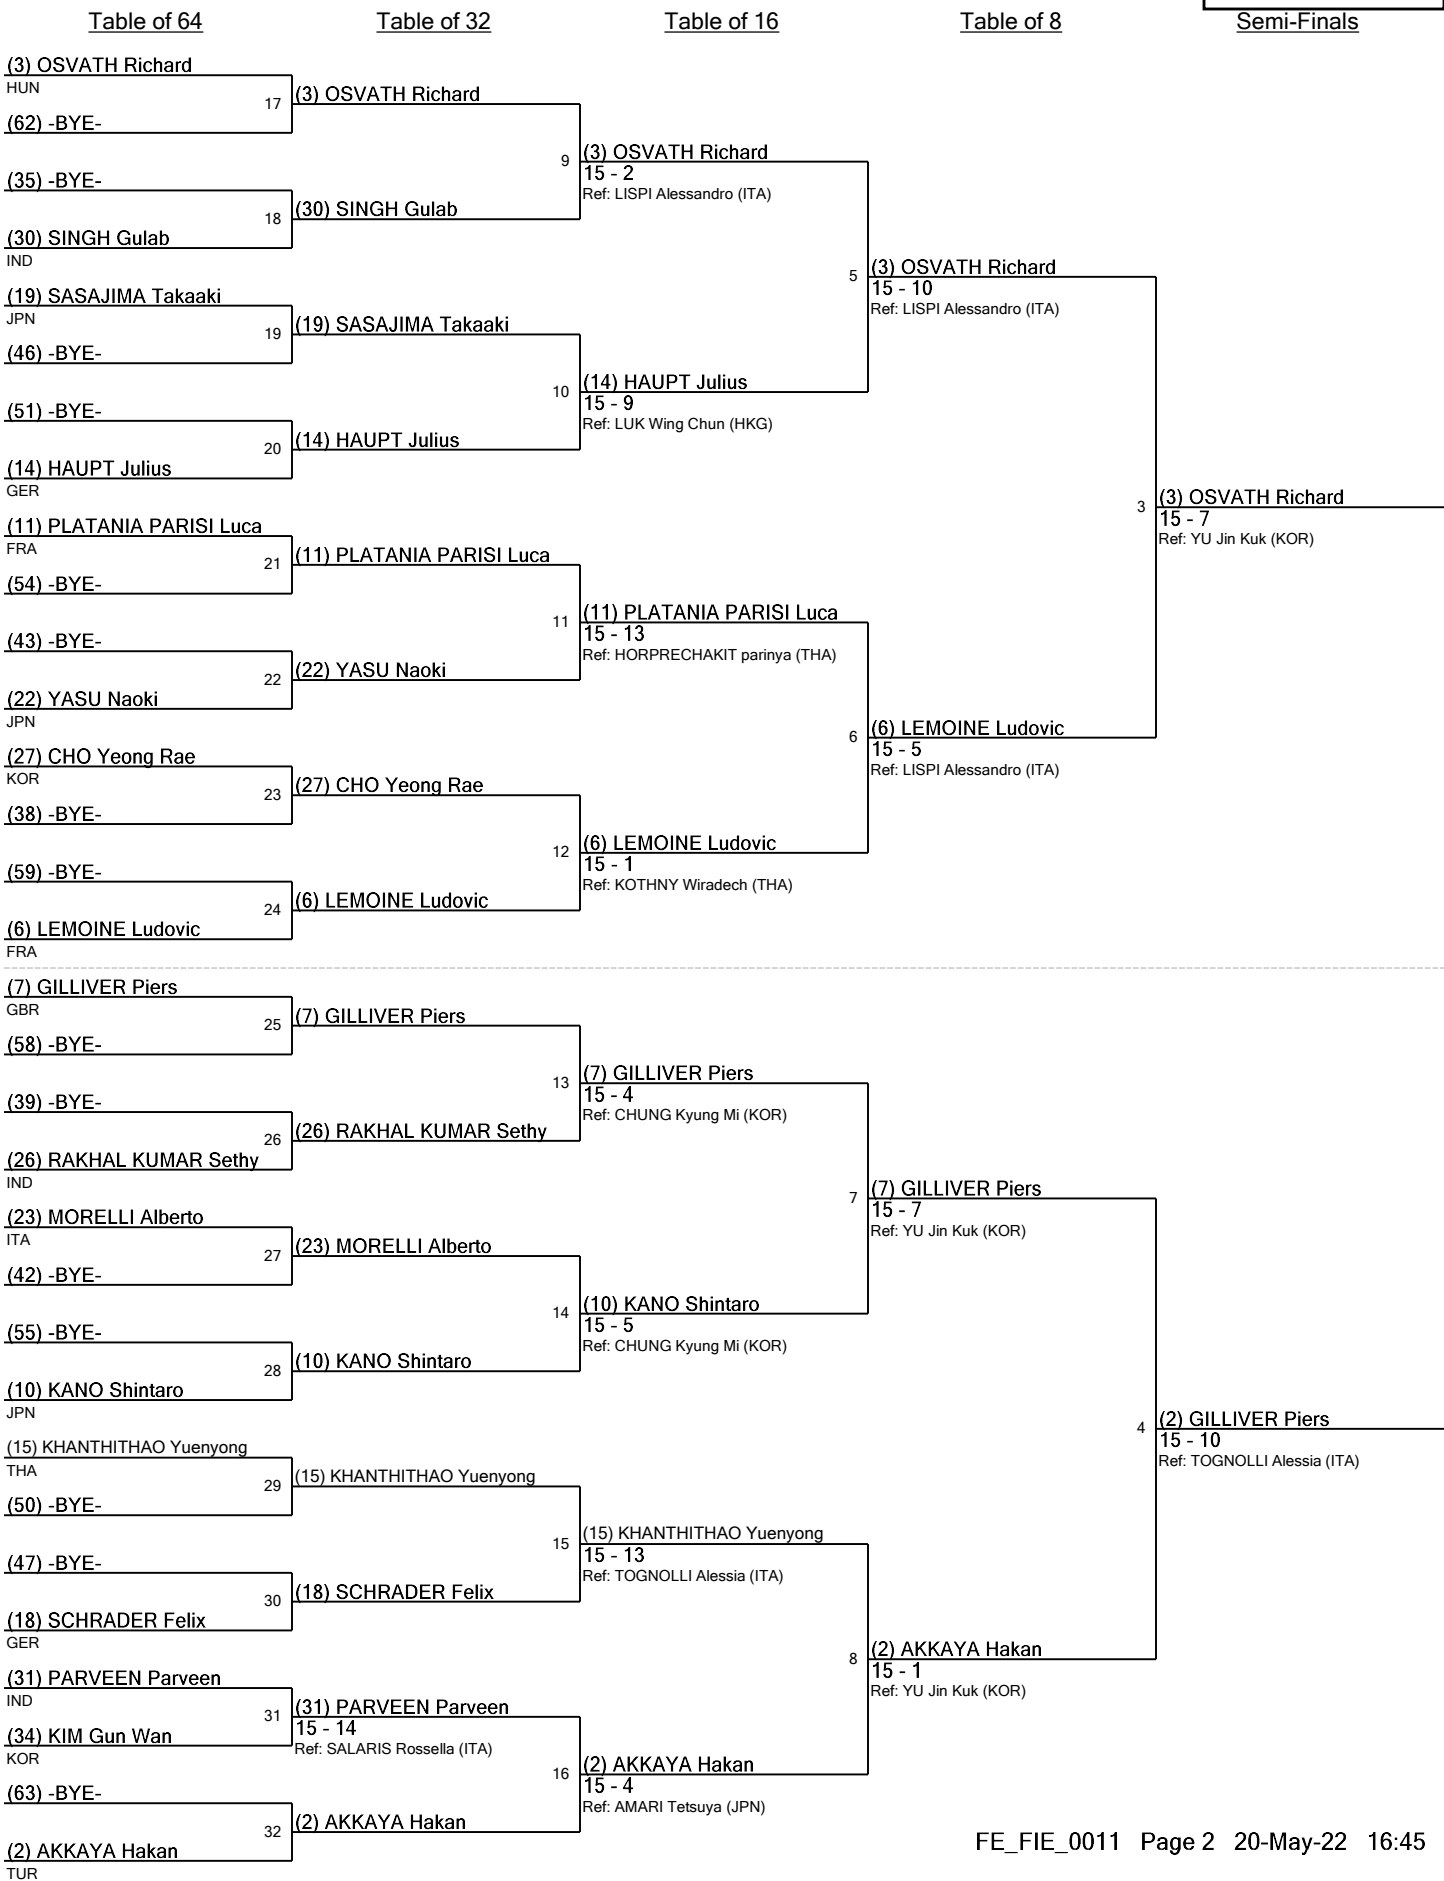 Table of 64 Table of 32 Table of 16 Table of 8 Semi-Finals
(3) OSVATH Richard
HUN
17 (3) OSVATH Richard
(62) -BYE-
9 (3) OSVATH Richard
15 - 2
Ref: LISPI Alessandro (ITA)
(35) -BYE-
18 (30) SINGH Gulab
(30) SINGH Gulab
IND
5 (3) OSVATH Richard
15 - 10
Ref: LISPI Alessandro (ITA)
(19) SASAJIMA Takaaki
JPN
19 (19) SASAJIMA Takaaki
(46) -BYE-
10 (14) HAUPT Julius
15 - 9
Ref: LUK Wing Chun (HKG)
(51) -BYE-
20 (14) HAUPT Julius
(14) HAUPT Julius
GER
3 (3) OSVATH Richard
15 - 7
Ref: YU Jin Kuk (KOR)
(11) PLATANIA PARISI Luca
FRA
21 (11) PLATANIA PARISI Luca
(54) -BYE-
11 (11) PLATANIA PARISI Luca
15 - 13
Ref: HORPRECHAKIT parinya (THA)
(43) -BYE-
22 (22) YASU Naoki
(22) YASU Naoki
JPN
6 (6) LEMOINE Ludovic
15 - 5
Ref: LISPI Alessandro (ITA)
(27) CHO Yeong Rae
KOR
23 (27) CHO Yeong Rae
(38) -BYE-
12 (6) LEMOINE Ludovic
15 - 1
Ref: KOTHNY Wiradech (THA)
(59) -BYE-
24 (6) LEMOINE Ludovic
(6) LEMOINE Ludovic
FRA
(7) GILLIVER Piers
GBR
25 (7) GILLIVER Piers
(58) -BYE-
13 (7) GILLIVER Piers
15 - 4
Ref: CHUNG Kyung Mi (KOR)
(39) -BYE-
26 (26) RAKHAL KUMAR Sethy
(26) RAKHAL KUMAR Sethy
IND
7 (7) GILLIVER Piers
15 - 7
Ref: YU Jin Kuk (KOR)
(23) MORELLI Alberto
ITA
27 (23) MORELLI Alberto
(42) -BYE-
14 (10) KANO Shintaro
15 - 5
Ref: CHUNG Kyung Mi (KOR)
(55) -BYE-
28 (10) KANO Shintaro
(10) KANO Shintaro
JPN
4 (2) GILLIVER Piers
15 - 10
Ref: TOGNOLLI Alessia (ITA)
(15) KHANTHITHAO Yuenyong
THA
29 (15) KHANTHITHAO Yuenyong
(50) -BYE-
15 (15) KHANTHITHAO Yuenyong
15 - 13
Ref: TOGNOLLI Alessia (ITA)
(47) -BYE-
30 (18) SCHRADER Felix
(18) SCHRADER Felix
GER
8 (2) AKKAYA Hakan
15 - 1
Ref: YU Jin Kuk (KOR)
(31) PARVEEN Parveen
IND
31 (31) PARVEEN Parveen
15 - 14
Ref: SALARIS Rossella (ITA)
(34) KIM Gun Wan
KOR
16 (2) AKKAYA Hakan
15 - 4
Ref: AMARI Tetsuya (JPN)
(63) -BYE-
32 (2) AKKAYA Hakan
(2) AKKAYA Hakan
TUR
FE_FIE_0011 Page 2 20-May-22 16:45